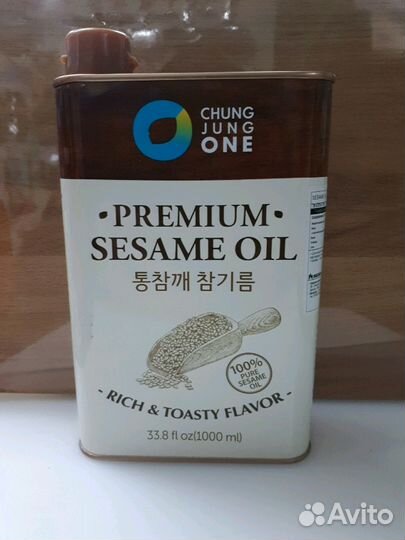 CHUNG
JUNG
ONE
•PREMIUM•
SESAME OIL
통참깨 참기름
100%
PURE
SESAME
OIL
- RICH & TOASTY FLAVOR -
33.8 fl oz(1000 ml)
Avito